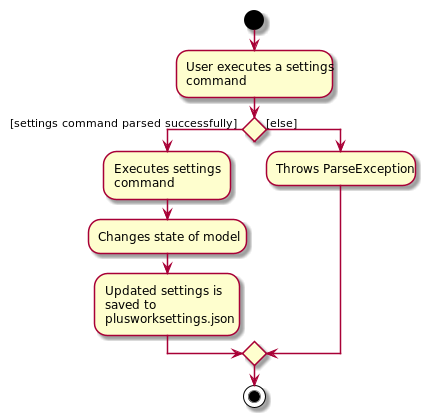 User executes a settings
command
[settings command parsed successfully]
[else]
Executes settings
command
Throws ParseException
Changes state of model
Updated settings is
saved to
plusworksettings.json